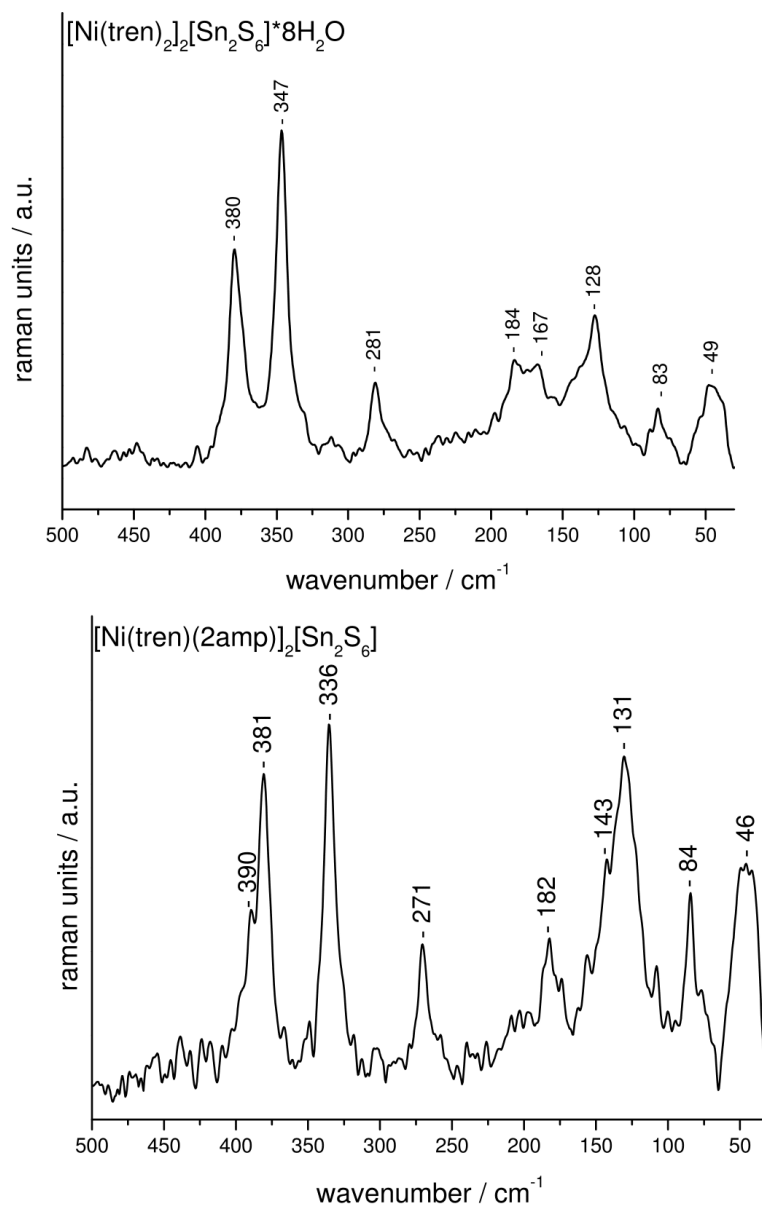 [Ni(tren)₂]₂[Sn₂S₆]*8H₂O
347
380
281
184
167
128
83
49
raman units / a.u.
500 450 400 350 300 250 200 150 100 50
wavenumber / cm⁻¹
[Ni(tren)(2amp)]₂[Sn₂S₆]
336
381
390
271
182
143
131
84
46
raman units / a.u.
500 450 400 350 300 250 200 150 100 50
wavenumber / cm⁻¹